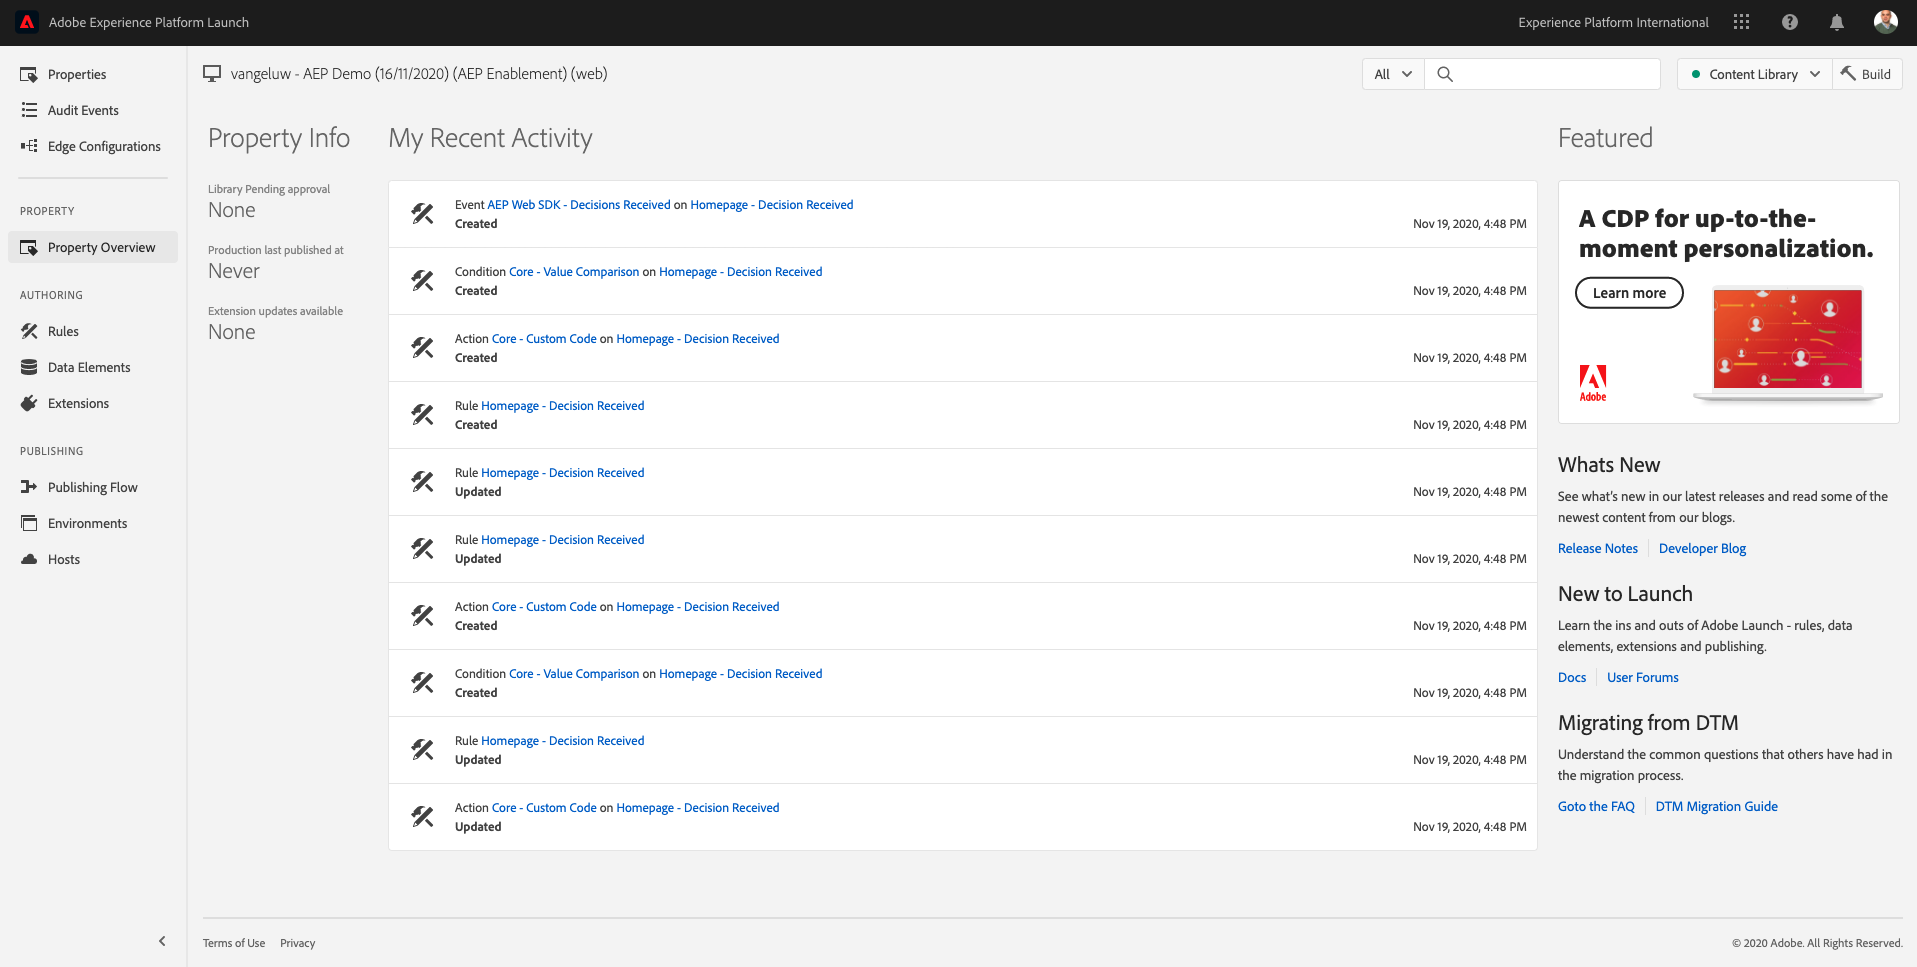 Adobe Experience Platform Launch
Experience Platform International
Properties
Audit Events
Edge Configurations
PROPERTY
Property Overview
AUTHORING
Rules
Data Elements
Extensions
PUBLISHING
Publishing Flow
Environments
Hosts
vangeluw - AEP Demo (16/11/2020) (AEP Enablement) (web)
All
Content Library
Build
Property Info
Library Pending approval
None
Production last published at
Never
Extension updates available
None
My Recent Activity
Event AEP Web SDK - Decisions Received on Homepage - Decision Received
Created
Nov 19, 2020, 4:48 PM
Condition Core - Value Comparison on Homepage - Decision Received
Created
Nov 19, 2020, 4:48 PM
Action Core - Custom Code on Homepage - Decision Received
Created
Nov 19, 2020, 4:48 PM
Rule Homepage - Decision Received
Created
Nov 19, 2020, 4:48 PM
Rule Homepage - Decision Received
Updated
Nov 19, 2020, 4:48 PM
Rule Homepage - Decision Received
Updated
Nov 19, 2020, 4:48 PM
Action Core - Custom Code on Homepage - Decision Received
Created
Nov 19, 2020, 4:48 PM
Condition Core - Value Comparison on Homepage - Decision Received
Created
Nov 19, 2020, 4:48 PM
Rule Homepage - Decision Received
Updated
Nov 19, 2020, 4:48 PM
Action Core - Custom Code on Homepage - Decision Received
Updated
Nov 19, 2020, 4:48 PM
Featured
A CDP for up-to-the-
moment personalization.
Learn more
Adobe
Whats New
See what's new in our latest releases and read some of the
newest content from our blogs.
Release Notes
Developer Blog
New to Launch
Learn the ins and outs of Adobe Launch - rules, data
elements, extensions and publishing.
Docs
User Forums
Migrating from DTM
Understand the common questions that others have had in
the migration process.
Goto the FAQ
DTM Migration Guide
Terms of Use
Privacy
© 2020 Adobe. All Rights Reserved.